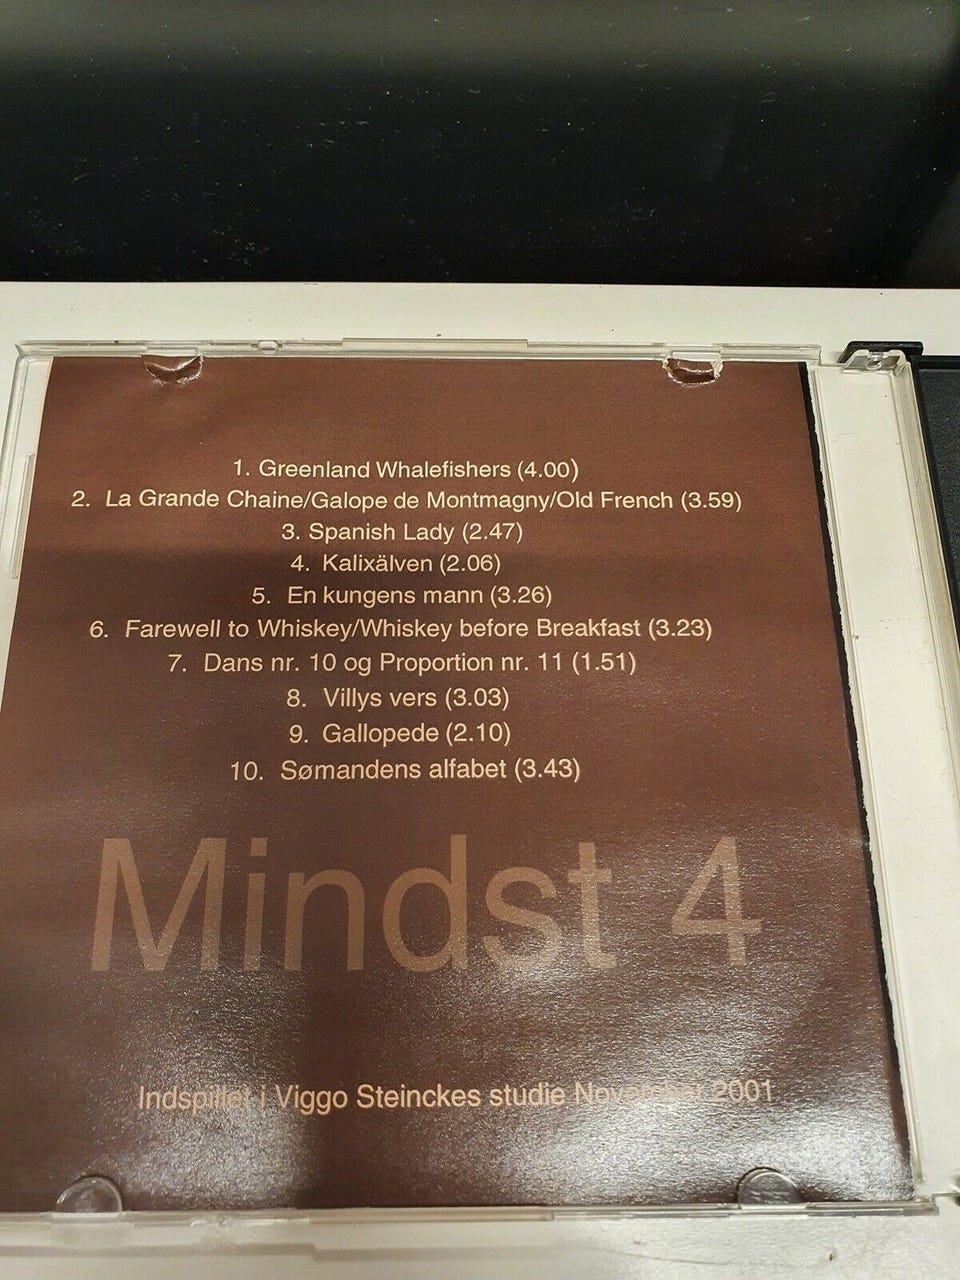 1. Greenland Whalefishers (4.00)
2. La Grande Chaine/Galope de Montmagny/Old French (3.59)
3. Spanish Lady (2.47)
4. Kalixälven (2.06)
5. En kungens mann (3.26)
6. Farewell to Whiskey/Whiskey before Breakfast (3.23)
7. Dans nr. 10 og Proportion nr. 11 (1.51)
8. Villys vers (3.03)
9. Gallopede (2.10)
10. Sømandens alfabet (3.43)
Mindst 4
Indspillet i Viggo Steinckes studie November 2001